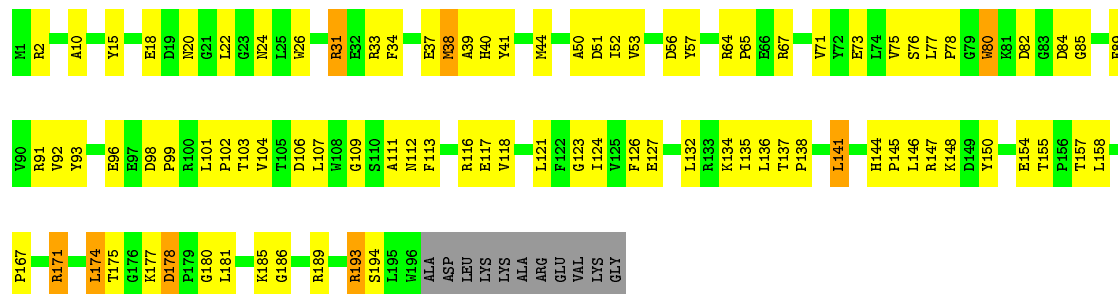 M1 R2 A10 Y15 E18 D19 N20 G21 L22 G23 N24 L25 W26 R31 E32 R33 F34 E37 M38 A39 H40 Y41 M44 A50 D51 I52 V53 D56 Y57 R64 P65 E66 R67 V71 Y72 E73 L74 V75 S76 L77 P78 G79 W80 K81 D82 G83 D84 G85
V90 R91 V92 Y93 E96 E97 D98 P99 R100 L101 P102 T103 V104 T105 D106 L107 W108 G109 S110 A111 N112 F113 R116 E117 V118 L121 F122 G123 I124 V125 F126 E127 L132 R133 K134 I135 L136 T137 P138 L141 H144 P145 L146 R147 K148 D149 Y150 E154 T155 P156 T157 L158
P167 R171 L174 T175 G176 K177 D178 P179 G180 L181 K185 G186 R189 R193 S194 L195 W196 ALA ASP LEU LYS LYS ALA ARG GLU VAL LYS GLY